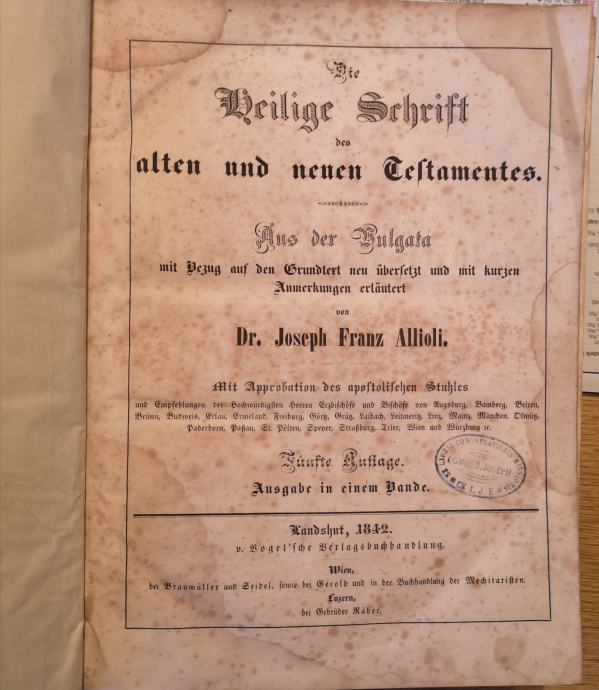 Die
Heilige Schrift
des
alten und neuen Testamentes.
Aus der Vulgata
mit Bezug auf den Grundtext neu übersetzt und mit kurzen
Anmerkungen erläutert
von
Dr. Joseph Franz Allioli.
Mit Approbation des apostolischen Stuhles
und Empfehlungen der Hochwürdigsten Herren Erzbischöfe und Bischöfe von Augsburg, Bamberg, Brixen,
Brünn, Budweis, Erlau, Ermeland, Freiburg, Görtz, Grätz, Laibach, Leitmeritz, Linz, Mainz, München, Olmütz,
Paderborn, Paßau, St. Pölten, Speyer, Straßburg, Trier, Wien und Würzburg ꝛc.
Fünfte Auflage.
Ausgabe in einem Bande.
CONGREGATIONIS
DOMUS S. JOSEPH
Landshut, 1842.
v. Vogel'sche Verlagsbuchhandlung.
Wien,
bei Braumüller und Seidel, sowie bei Gerold und in der Buchhandlung der Mechitaristen.
Luzern,
bei Gebrüder Räber.